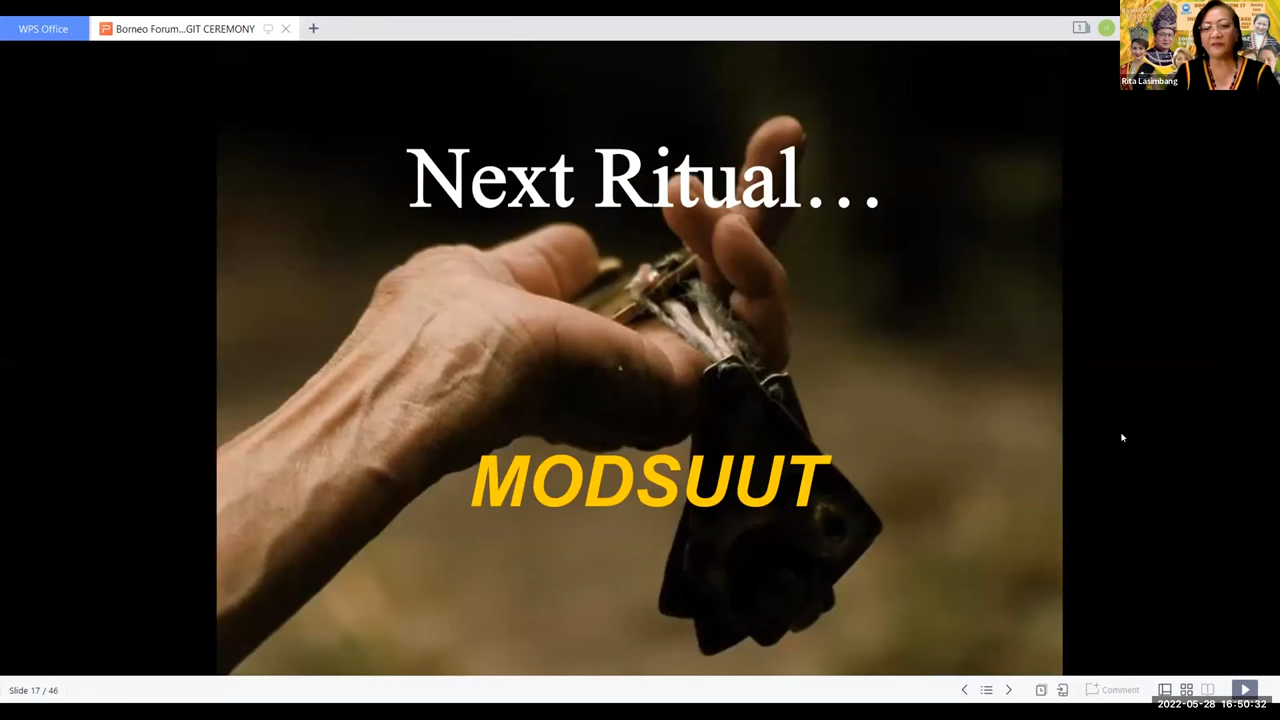 WPS Office
Borneo Forum...GIT CEREMONY
1
Rita Lasimbang
Next Ritual...
MODSUUT
Slide 17 / 46
Comment
2022-05-28 16:50:32